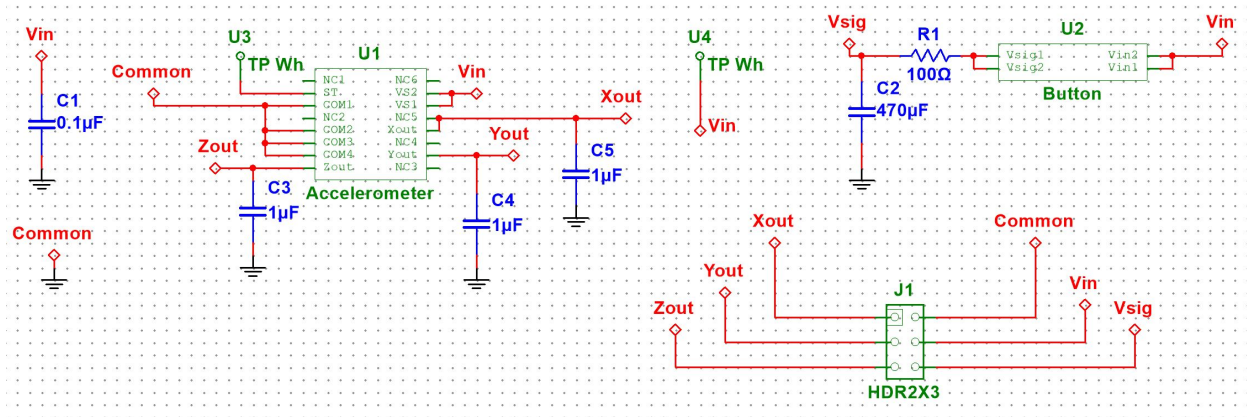 Vin
C1
0.1µF
Common
Common
U3
TP Wh
U1
NC1
ST
COM1
NC2
COM2
COM3
COM4
Zout
NC6
VS2
VS1
NC5
Xout
NC4
Yout
NC3
Accelerometer
Vin
Xout
Yout
Zout
C3
1µF
C4
1µF
C5
1µF
U4
TP Wh
Vin
Vsig
R1
100Ω
C2
470µF
U2
Vsig1
Vsig2
Vin2
Vin1
Button
Vin
Xout
Yout
Zout
Common
Vin
Vsig
J1
HDR2X3